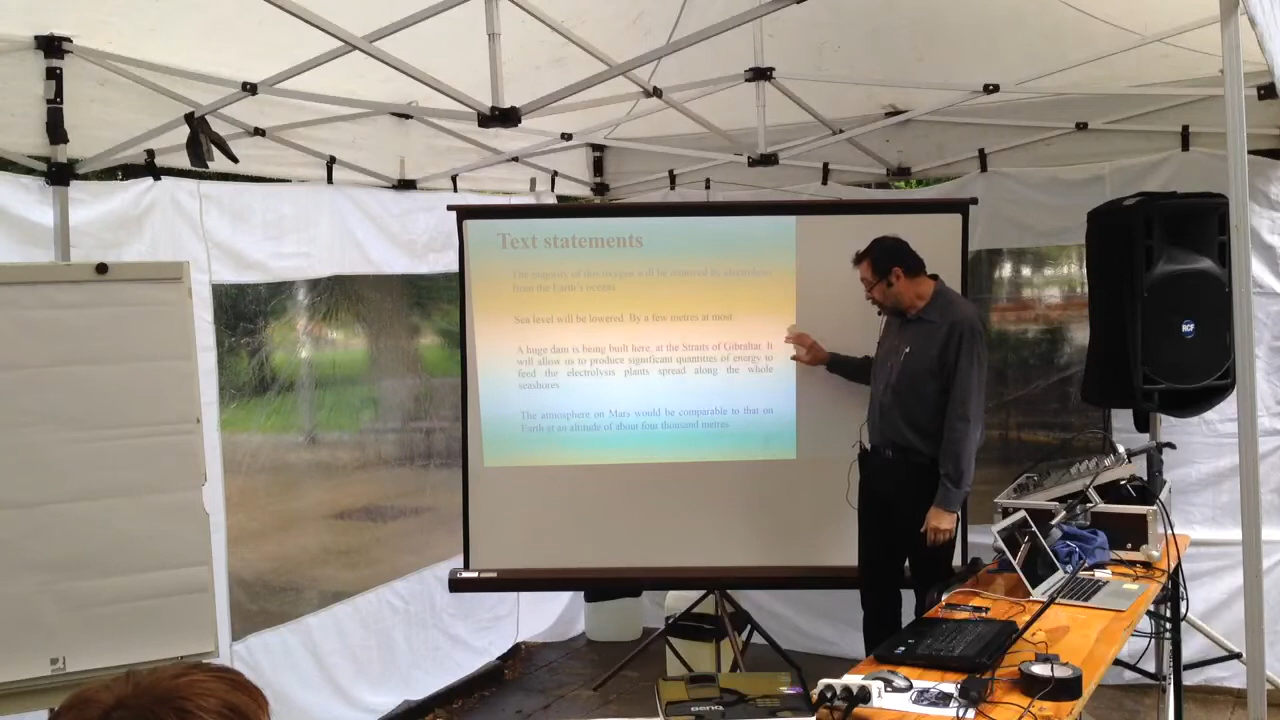 Text statements
The majority of this oxygen will be removed by electrolysis
from the Earth's oceans
Sea level will be lowered. By a few metres at most
A huge dam is being built here, at the Straits of Gibraltar. It
will allow us to produce significant quantities of energy to
feed the electrolysis plants spread along the whole
seashores
The atmosphere on Mars would be comparable to that on
Earth at an altitude of about four thousand metres
RCF
BenQ